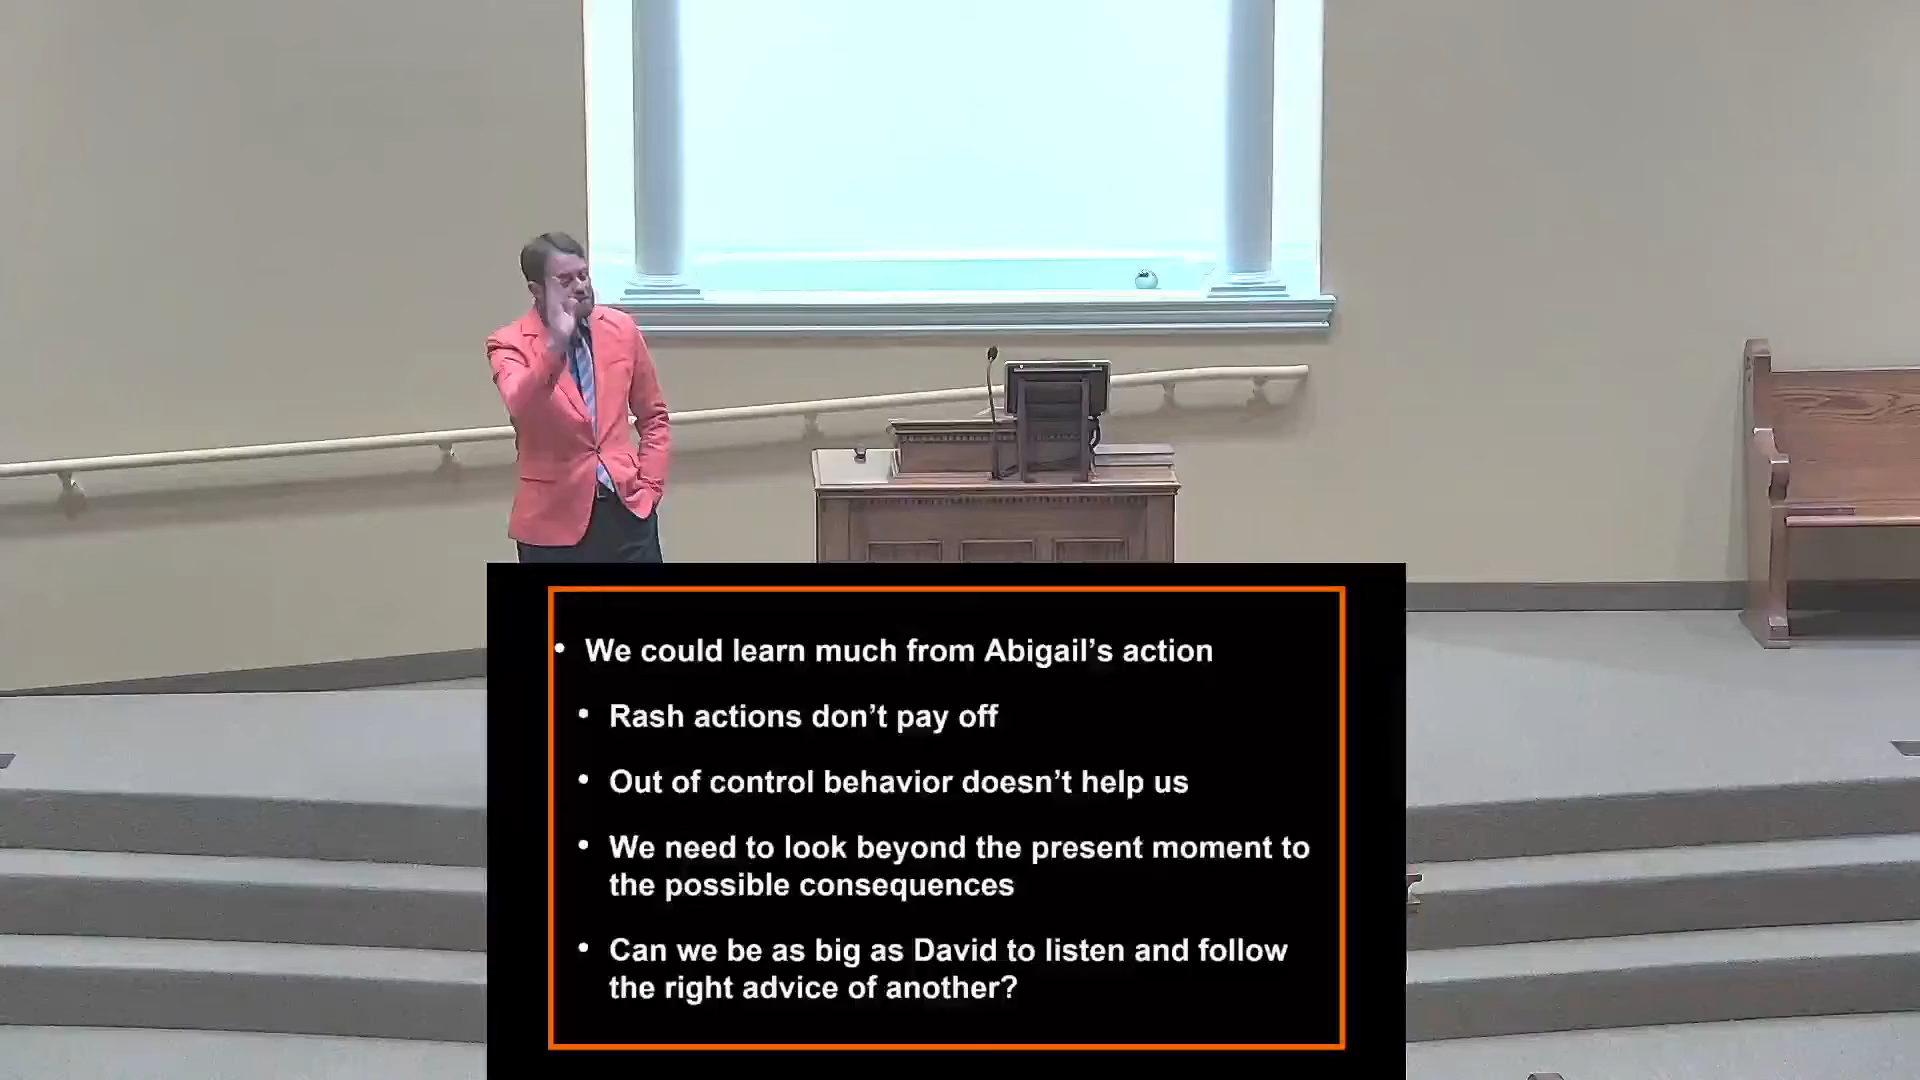 • We could learn much from Abigail’s action
• Rash actions don’t pay off
• Out of control behavior doesn’t help us
• We need to look beyond the present moment to
the possible consequences
• Can we be as big as David to listen and follow
the right advice of another?